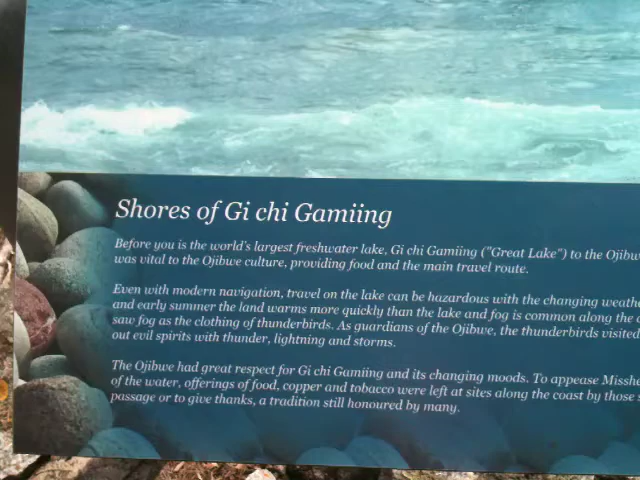 Shores of Gi chi Gamiing
Before you is the world's largest freshwater lake, Gi chi Gamiing ("Great Lake") to the
was vital to the Ojibwe culture, providing food and the main travel route.
Even with modern navigation, travel on the lake can be hazardous with the changing
and early summer the land warms more quickly than the lake and fog is common along the
saw fog as the clothing of thunderbirds. As guardians of the Ojibwe, the thunderbirds visited
out evil spirits with thunder, lightning and storms.
The Ojibwe had great respect for Gi chi Gamiing and its changing moods. To appease
of the water, offerings of food, copper and tobacco were left at sites along the coast by those
passage or to give thanks, a tradition still honoured by many.